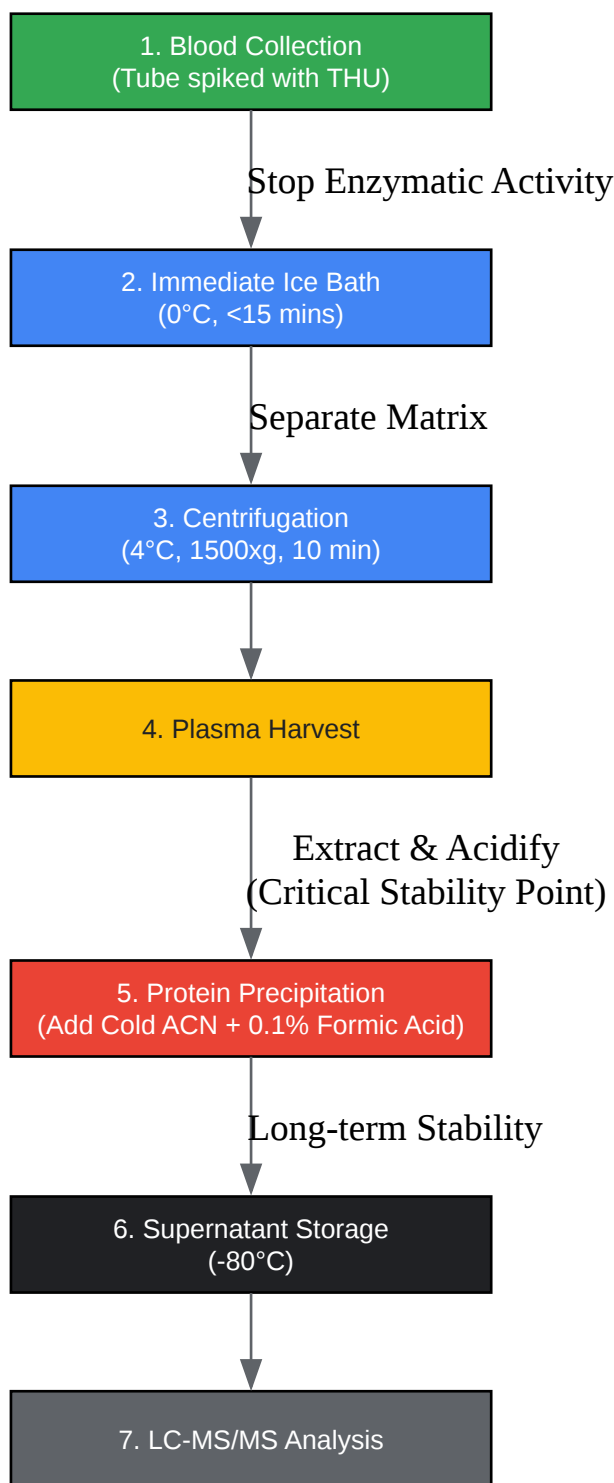 1. Blood Collection
(Tube spiked with THU)
Stop Enzymatic Activity
2. Immediate Ice Bath
(0°C, <15 mins)
Separate Matrix
3. Centrifugation
(4°C, 1500xg, 10 min)
4. Plasma Harvest
Extract & Acidify
(Critical Stability Point)
5. Protein Precipitation
(Add Cold ACN + 0.1% Formic Acid)
Long-term Stability
6. Supernatant Storage
(-80°C)
7. LC-MS/MS Analysis